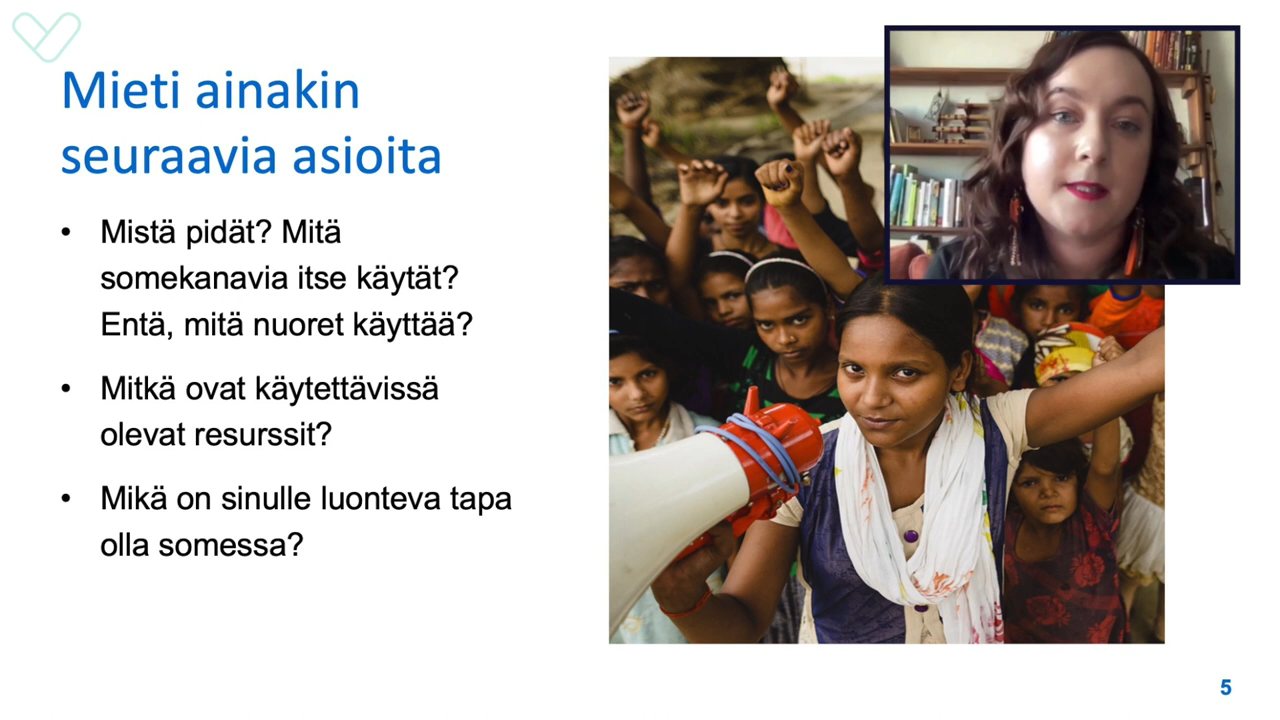 Mieti ainakin
seuraavia asioita
• Mistä pidät? Mitä
somekanavia itse käytät?
Entä, mitä nuoret käyttää?
• Mitkä ovat käytettävissä
olevat resurssit?
• Mikä on sinulle luonteva tapa
olla somessa?
5